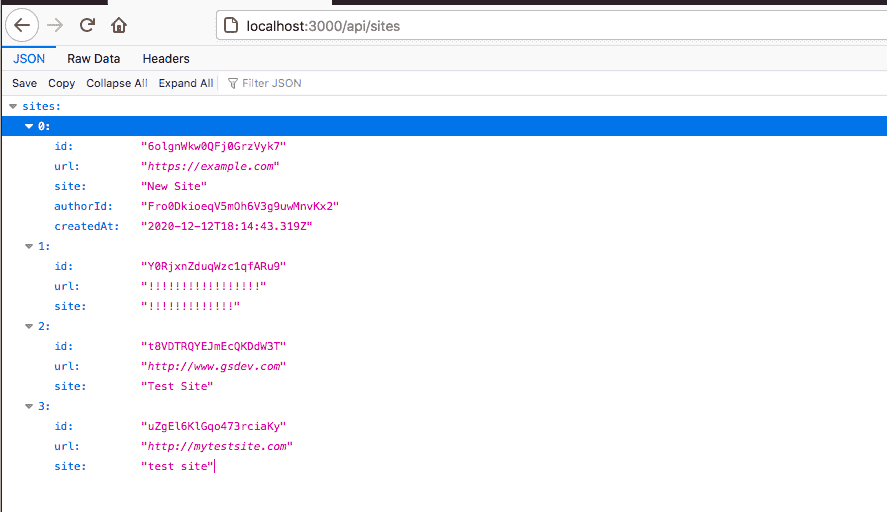 localhost:3000/api/sites
JSON Raw Data Headers
Save Copy Collapse All Expand All Filter JSON
sites:
0:
id: "6olgnWkw0QFj0GrzVyk7"
url: "https://example.com"
site: "New Site"
authorId: "Fro0DkioeqV5mOh6V3g9uwMnvKx2"
createdAt: "2020-12-12T18:14:43.319Z"
1:
id: "Y0RjxnZduqWzc1qfARu9"
url: "!!!!!!!!!!!!!!!!!"
site: "!!!!!!!!!!!!!"
2:
id: "t8VDTRQYEJmEcQKDdW3T"
url: "http://www.gsdev.com"
site: "Test Site"
3:
id: "uZgEl6KlGqo473rciaKy"
url: "http://mytestsite.com"
site: "test site"